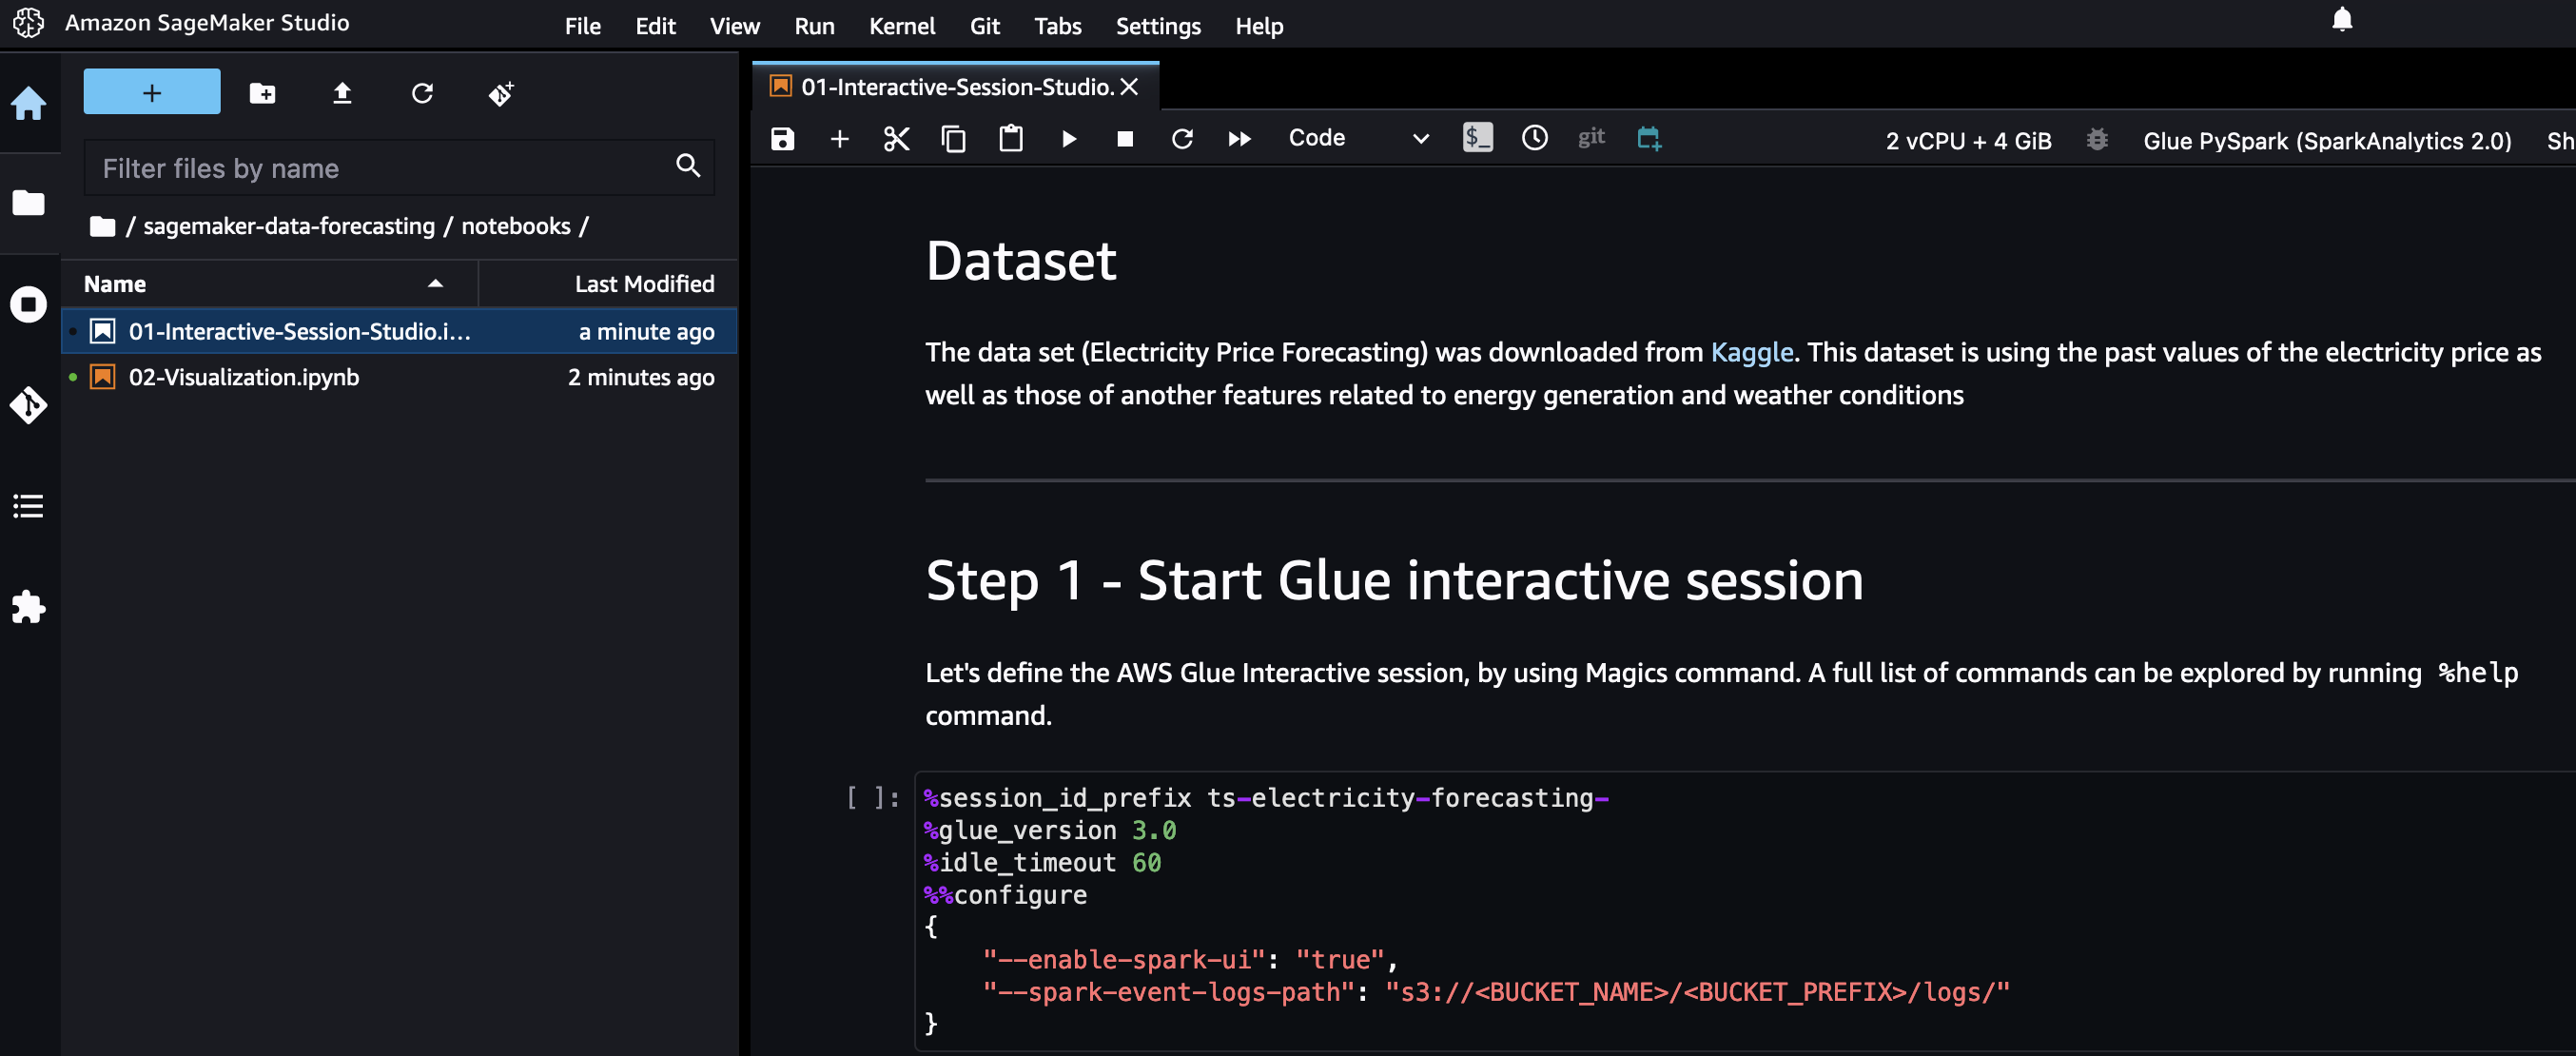 Amazon SageMaker Studio
File Edit View Run Kernel Git Tabs Settings Help
+
Filter files by name
/ sagemaker-data-forecasting / notebooks /
Name Last Modified
01-Interactive-Session-Studio.i... a minute ago
02-Visualization.ipynb 2 minutes ago
01-Interactive-Session-Studio.
Code $_ git 2 vCPU + 4 GiB Glue PySpark (SparkAnalytics 2.0) Sh
Dataset
The data set (Electricity Price Forecasting) was downloaded from Kaggle. This dataset is using the past values of the electricity price as
well as those of another features related to energy generation and weather conditions
Step 1 - Start Glue interactive session
Let's define the AWS Glue Interactive session, by using Magics command. A full list of commands can be explored by running %help
command.
[ ]: %session_id_prefix ts-electricity-forecasting-
%glue_version 3.0
%idle_timeout 60
%%configure
{
"--enable-spark-ui": "true",
"--spark-event-logs-path": "s3://<BUCKET_NAME>/<BUCKET_PREFIX>/logs/"
}